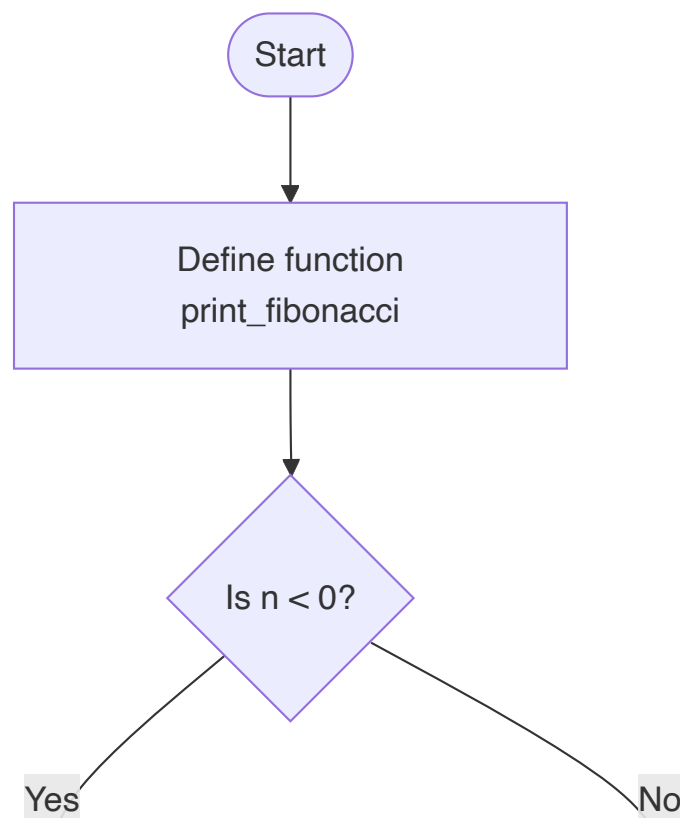 Start
Define function
print_fibonacci
Is n < 0?
Yes
No